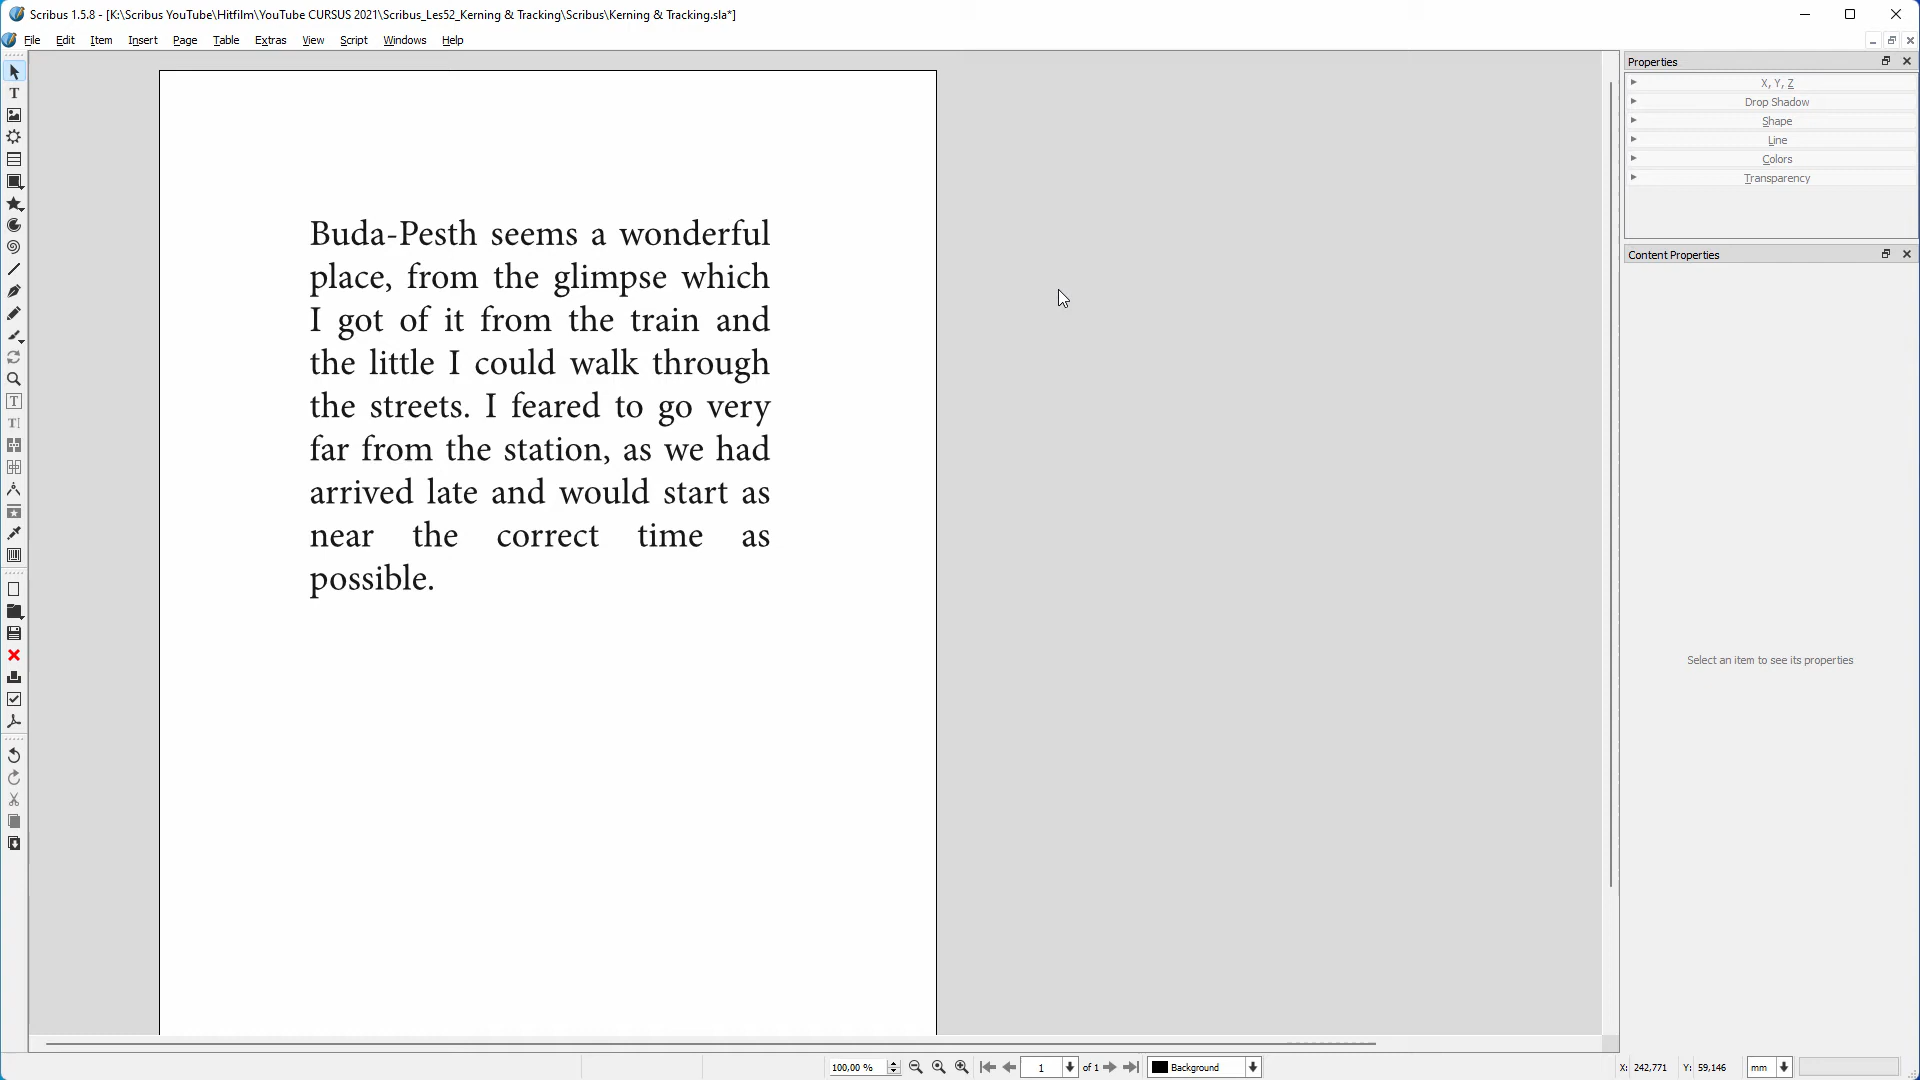 Scribus 1.5.8 - [K:\Scribus YouTube\Hitfilm\YouTube CURSUS 2021\Scribus_Les52_Kerning & Tracking\Scribus\Kerning & Tracking.sla*]
File Edit Item Insert Page Table Extras View Script Windows Help
Properties
X, Y, Z
Drop Shadow
Shape
Line
Colors
Transparency
Content Properties
Select an item to see its properties
Buda-Pesth seems a wonderful
place, from the glimpse which
I got of it from the train and
the little I could walk through
the streets. I feared to go very
far from the station, as we had
arrived late and would start as
near the correct time as
possible.
100,00 % 1 of 1 Background X: 242,771 Y: 59,146 mm